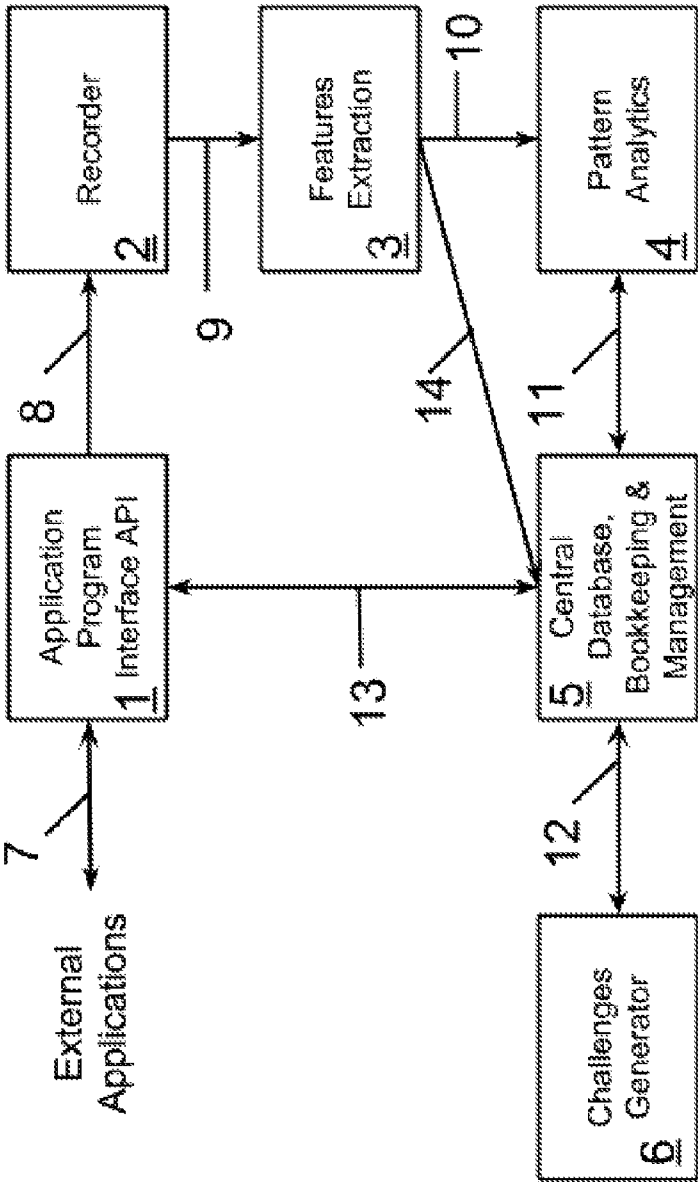 External
Applications
7
Application
Program
Interface API
1
8
Recorder
2
9
13
14
Features
Extraction
3
10
Challenges
Generator
6
12
5
Central
Database,
Bookkeeping &
Management
11
Pattern
Analytics
4